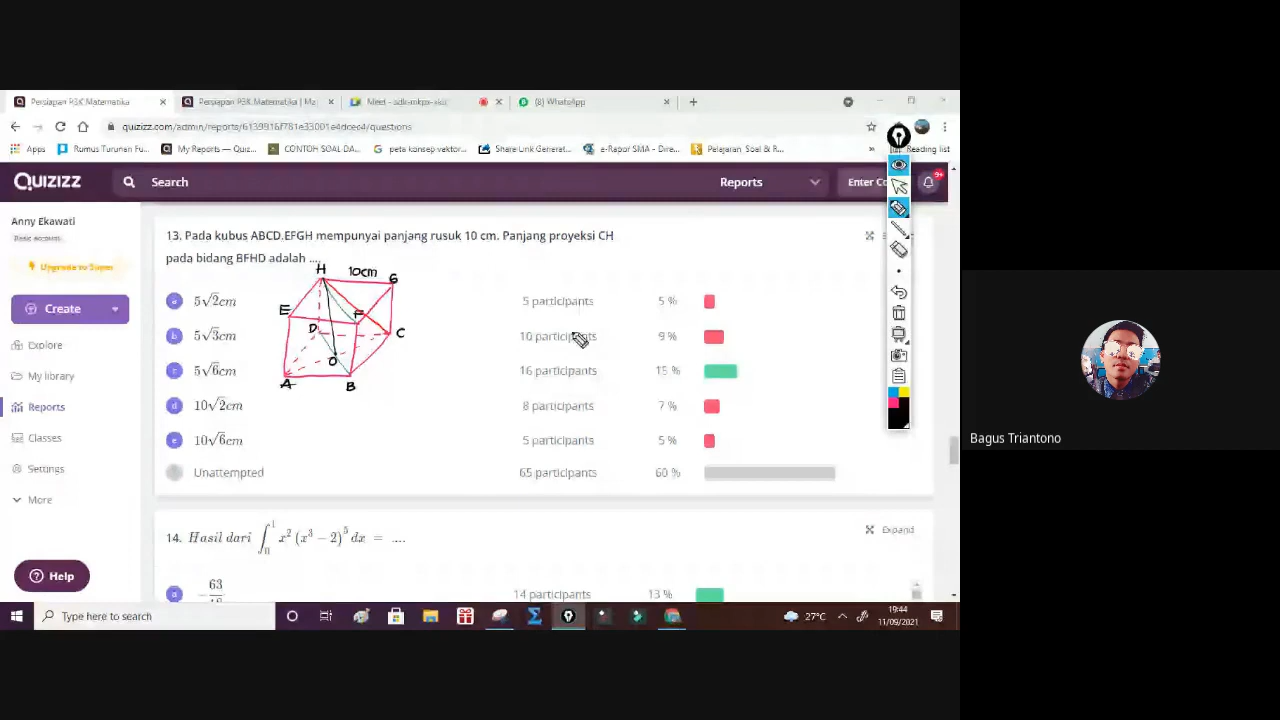 Persiapan PSK Matematika
Persiapan PSK Matematika | Ma
Meet -
(8) WhatsApp
quizizz.com/admin/reports/6139916f781e33001e4dcec4/questions
Apps
Rumus Turunan Fu...
My Reports — Quiz...
CONTOH SOAL DA...
peta konsep vektor...
Share Link Generat...
e-Rapor SMA - Dire...
Pelajaran Soal & R...
»
Reading list
QUIZIZZ
Search
Reports
Enter Co
9+
Anny Ekawati
Basic account
Upgrade to Super
Create
Explore
My library
Reports
Classes
Settings
More
Help
13. Pada kubus ABCD.EFGH mempunyai panjang rusuk 10 cm. Panjang proyeksi CH
pada bidang BFHD adalah ....
H 10cm G
E F
D C
O
A B
a 5√2cm 5 participants 5 %
b 5√3cm 10 participants 9 %
c 5√6cm 16 participants 15 %
d 10√2cm 8 participants 7 %
e 10√6cm 5 participants 5 %
Unattempted 65 participants 60 %
14. Hasil dari ∫₀¹ x² (x³ − 2)⁵ dx = ....
Expand
a −63 14 participants 13 %
Bagus Triantono
Type here to search
27°C
19:44
11/09/2021